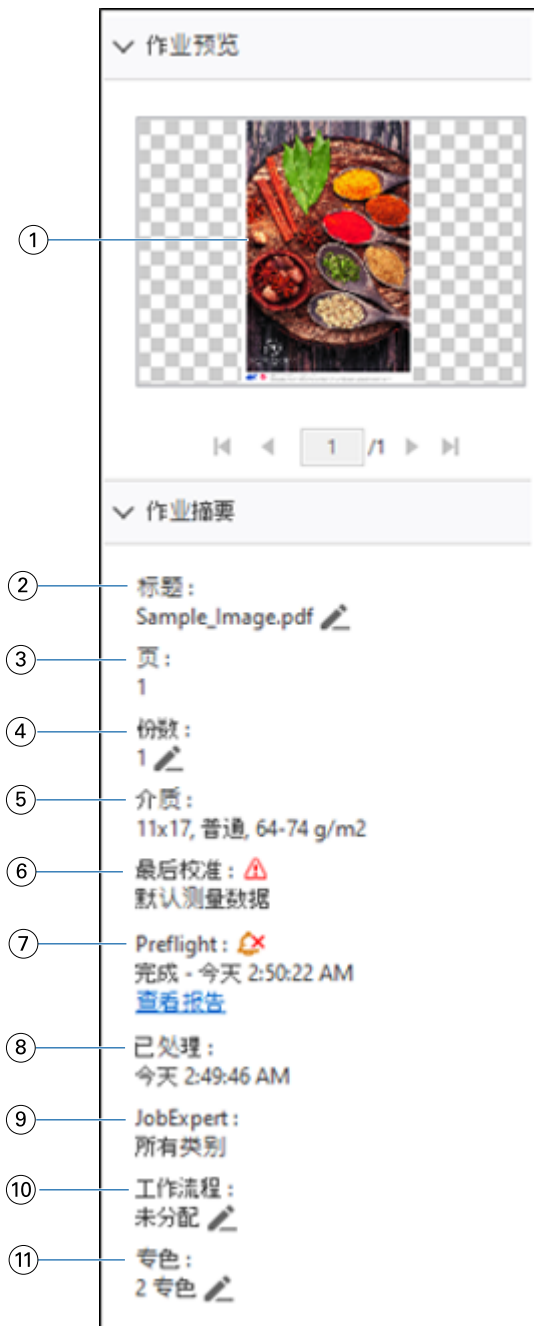 作业预览
1
1 /1
作业摘要
2
标题：
Sample_Image.pdf
3
页：
1
4
份数：
1
5
介质：
11x17, 普通, 64-74 g/m2
6
最后校准：
默认测量数据
7
Preflight：
完成 - 今天 2:50:22 AM
查看报告
8
已处理：
今天 2:49:46 AM
9
JobExpert：
所有类别
10
工作流程：
未分配
11
专色：
2 专色